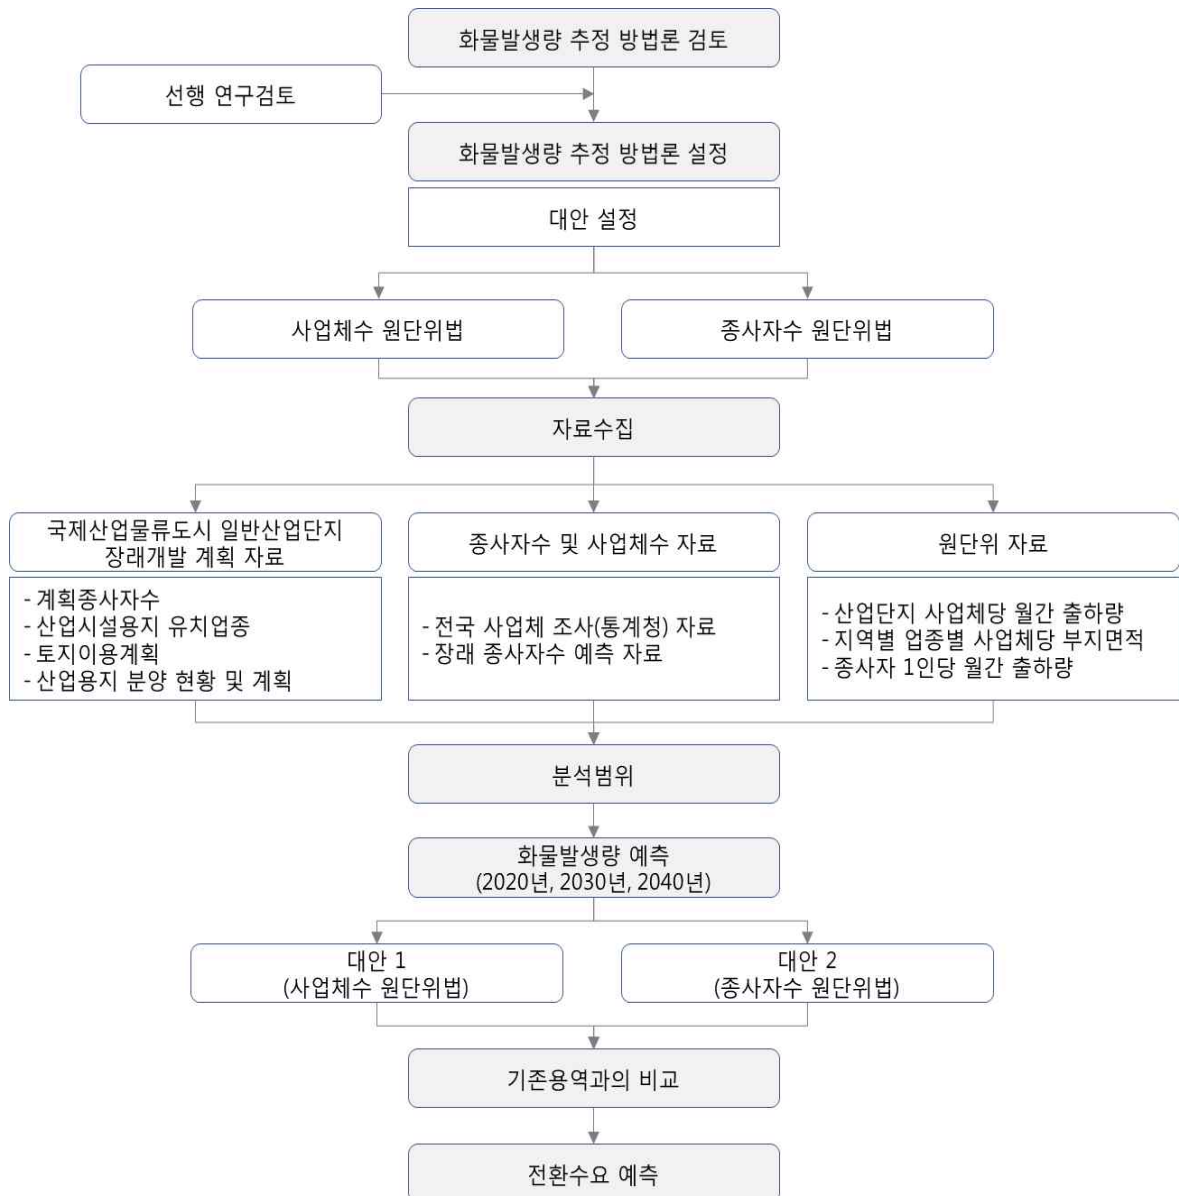 화물발생량 추정 방법론 검토
선행 연구검토
화물발생량 추정 방법론 설정
대안 설정
사업체수 원단위법
종사자수 원단위법
자료수집
국제산업물류도시 일반산업단지
장래개발 계획 자료
- 계획종사자수
- 산업시설용지 유치업종
- 토지이용계획
- 산업용지 분양 현황 및 계획
종사자수 및 사업체수 자료
- 전국 사업체 조사(통계청) 자료
- 장래 종사자수 예측 자료
원단위 자료
- 산업단지 사업체당 월간 출하량
- 지역별 업종별 사업체당 부지면적
- 종사자 1인당 월간 출하량
분석범위
화물발생량 예측
(2020년, 2030년, 2040년)
대안 1
(사업체수 원단위법)
대안 2
(종사자수 원단위법)
기존용역과의 비교
전환수요 예측